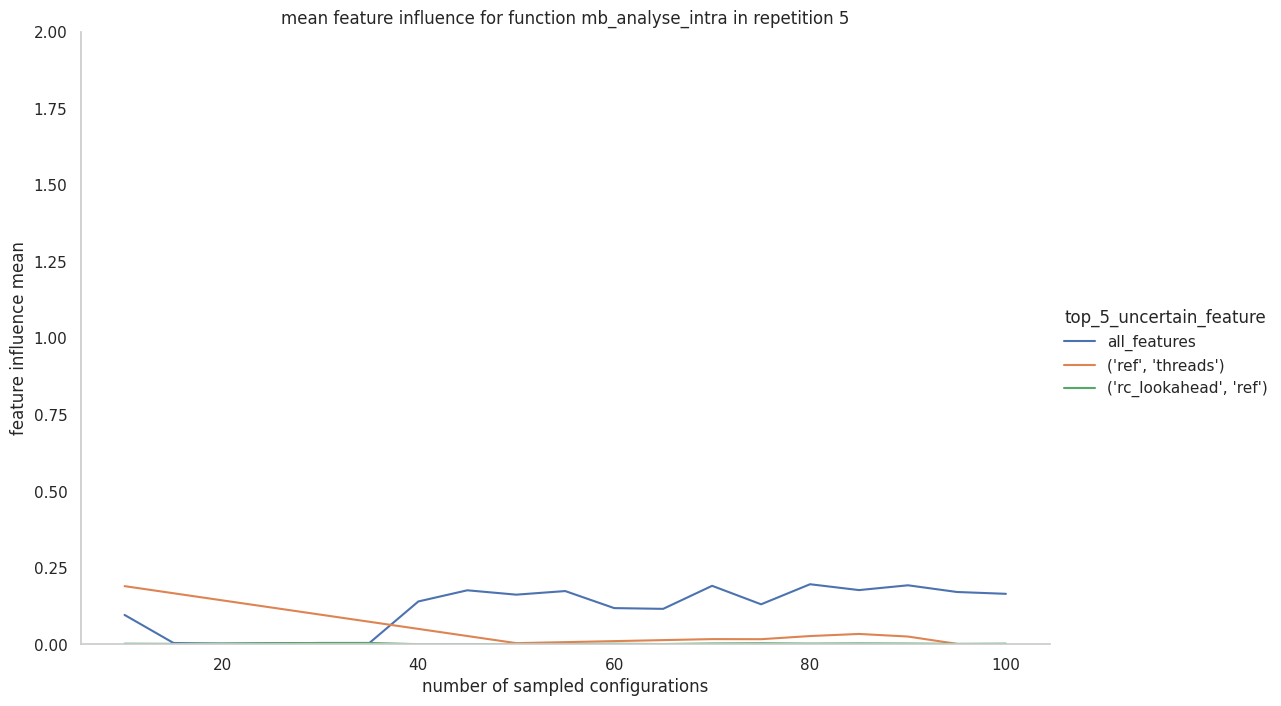 mean feature influence for function mb_analyse_intra in repetition 5
2.00
1.75
1.50
1.25
1.00
0.75
0.50
0.25
0.00
feature influence mean
20 40 60 80 100
number of sampled configurations
top_5_uncertain_feature
all_features
('ref', 'threads')
('rc_lookahead', 'ref')